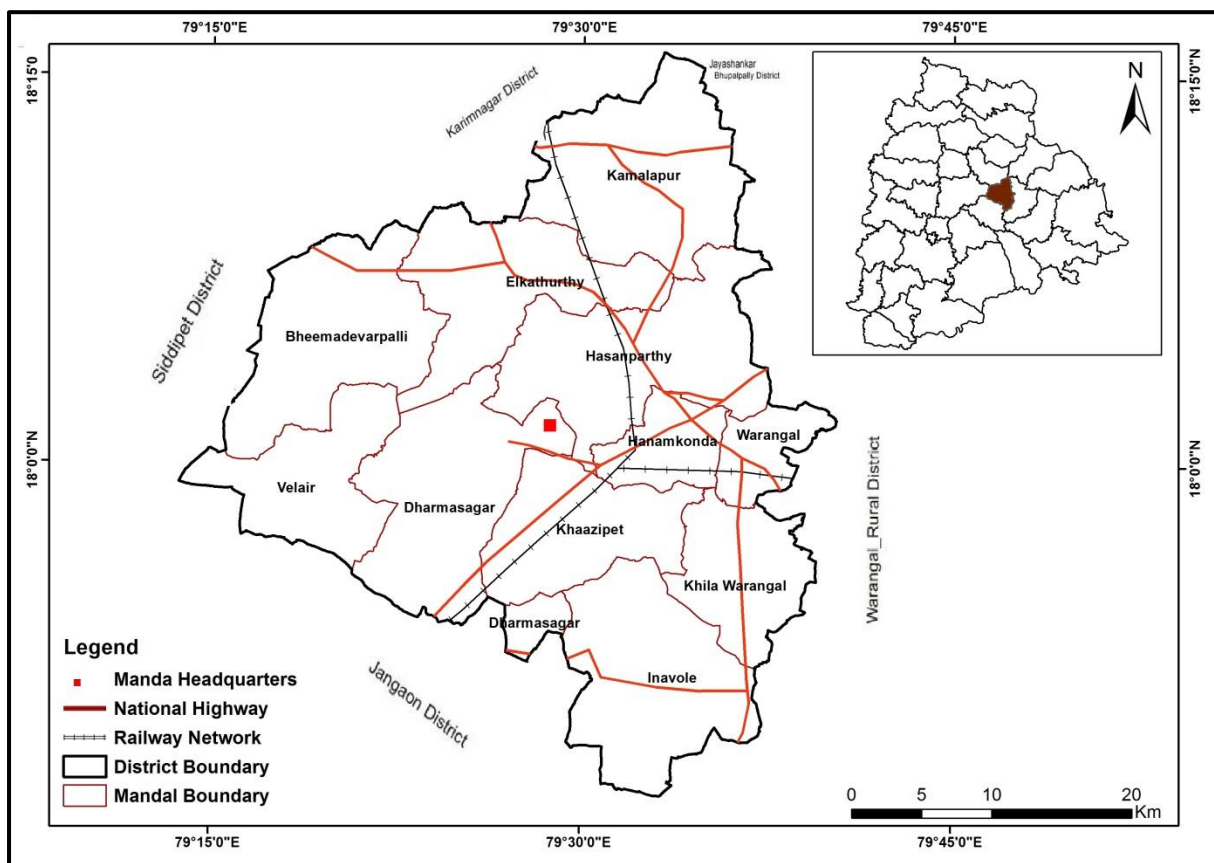 79°15'0"E
79°30'0"E
79°45'0"E
18°15'0
18°15'0"N
Jayashankar
Bhupalpally District
Karimnagar District
N
Kamalapur
Elkathurthy
Siddipet District
Bheemadevarpalli
Hasanparthy
Hanamkonda
Warangal
18°0'0"N
18°0'0"N
Velair
Dharmasagar
Khaazipet
Warangal_Rural District
Khila Warangal
Dharmasagar
Inavole
Jangaon District
Legend
Manda Headquarters
National Highway
Railway Network
District Boundary
Mandal Boundary
0 5 10 20
Km
79°15'0"E
79°30'0"E
79°45'0"E